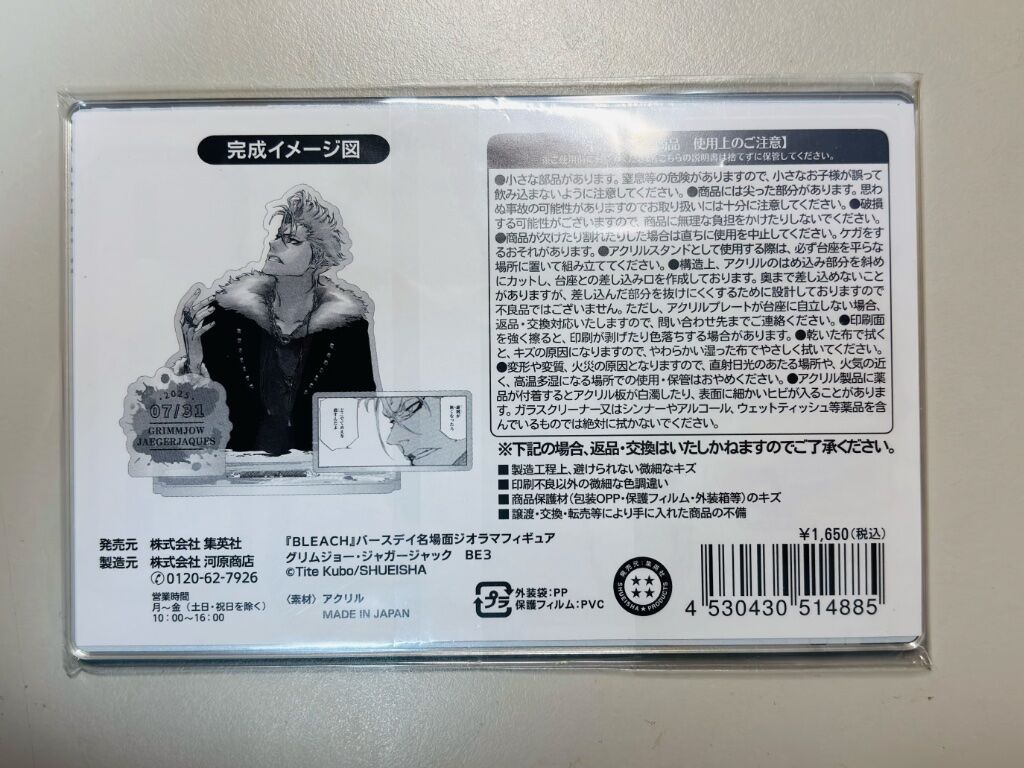 完成イメージ図
・2023・
07/31
GRIMMJOW
JAEGERJAQUES
品 使用上のご注意】
こちらの説明書は捨てずに保管してください。
●小さな部品があります。窒息等の危険がありますので、小さなお子様が誤って
飲み込まないように注意してください。●商品には尖った部分があります。思わ
ぬ事故の可能性がありますのでお取り扱いには十分に注意してください。●破損
する可能性がございますので、商品に無理な負担をかけたりしないでください。
●商品が欠けたり割れたりした場合は直ちに使用を中止してください。ケガをす
るおそれがあります。●アクリルスタンドとして使用する際は、必ず台座を平らな
場所に置いて組み立ててください。●構造上、アクリルのはめ込み部分を斜め
にカットし、台座との差し込み口を作成しております。奥まで差し込めないこと
がありますが、差し込んだ部分を抜けにくくするために設計しておりますので
不良品ではございません。ただし、アクリルプレートが台座に自立しない場合、
返品・交換対応いたしますので、問い合わせ先までご連絡ください。●印刷面
を強く擦ると、印刷が剥げたり色落ちする場合があります。●乾いた布で拭く
と、キズの原因になりますので、やわらかい湿った布でやさしく拭いてください。
●変形や変質、火災の原因となりますので、直射日光のあたる場所や、火気の近
く、高温多湿になる場所での使用・保管はおやめください。●アクリル製品に薬
品が付着するとアクリル板が白濁したり、表面に細かいヒビが入ることがありま
す。ガラスクリーナー又はシンナーやアルコール、ウェットティッシュ等薬品を含
んでいるものでは絶対に拭かないでください。
※下記の場合、返品・交換はいたしかねますのでご了承ください。
■製造工程上、避けられない微細なキズ
■印刷不良以外の微細な色調違い
■商品保護材(包装OPP・保護フィルム・外装箱等)のキズ
■譲渡・交換・転売等により手に入れた商品の不備
発売元 株式会社 集英社
製造元 株式会社 河原商店
0120-62-7926
営業時間
月〜金(土日・祝日を除く)
10:00〜16:00
『BLEACH』バースデイ名場面ジオラマフィギュア
グリムジョー・ジャガージャック BE3
©Tite Kubo/SHUEISHA
〈素材〉アクリル
MADE IN JAPAN
プラ
外装袋:PP
保護フィルム:PVC
発売元:集英社
SHUEISHA★PRODUCTS
¥1,650(税込)
4 530430 514885